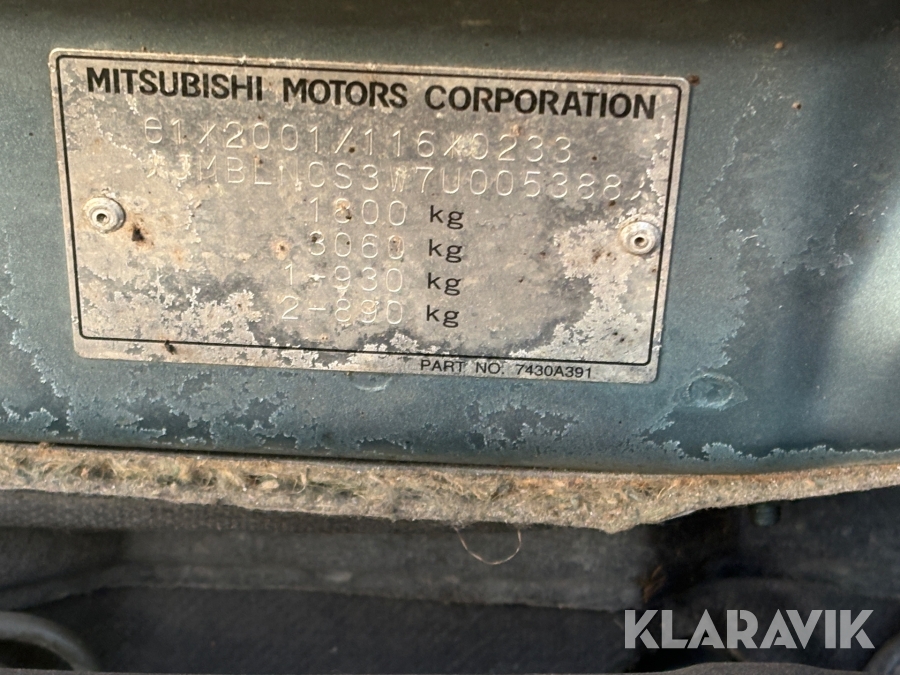 MITSUBISHI MOTORS CORPORATION
e1*2001/116*0233
*JMBLNCS3W7U005388*
1800 kg
3060 kg
1-930 kg
2-890 kg
PART NO. 7430A391
KLARAVIK